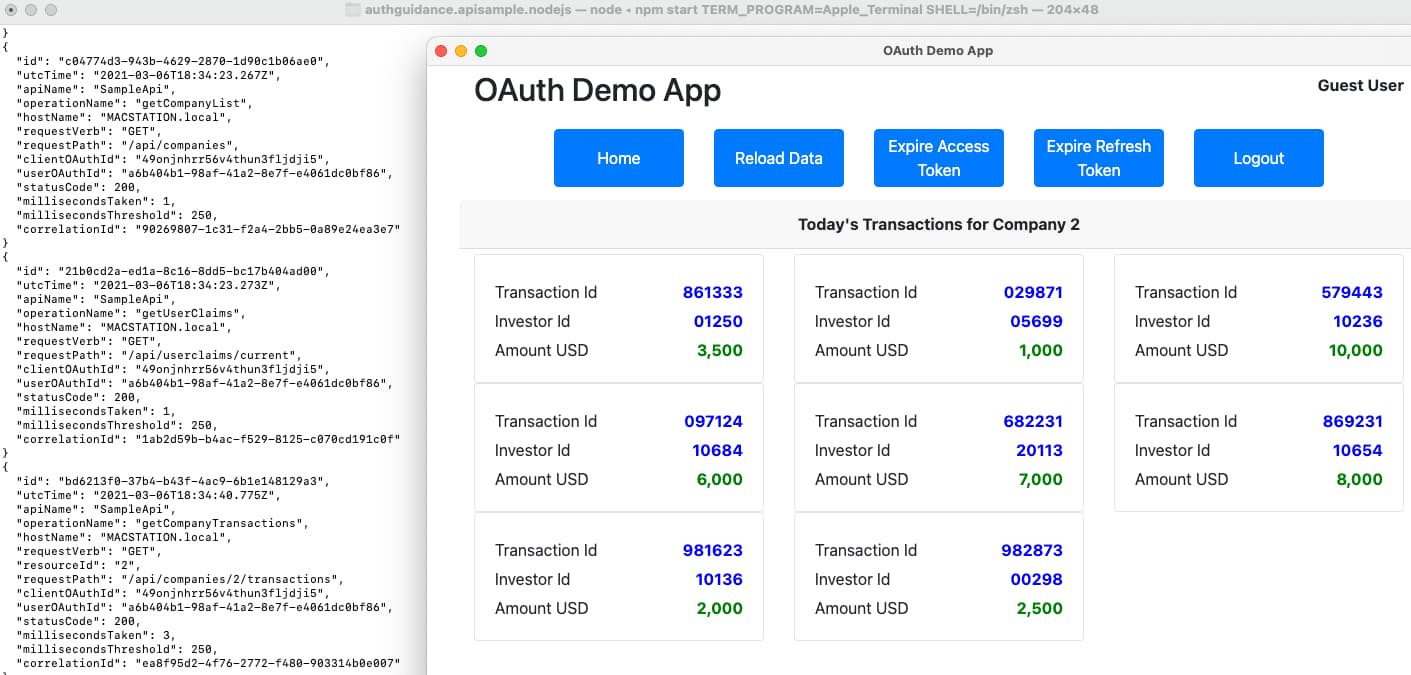 authguidance.apisample.nodejs — node ◂ npm start TERM_PROGRAM=Apple_Terminal SHELL=/bin/zsh — 204×48
}
{
"id": "c04774d3-943b-4629-2870-1d90c1b06ae0",
"utcTime": "2021-03-06T18:34:23.267Z",
"apiName": "SampleApi",
"operationName": "getCompanyList",
"hostName": "MACSTATION.local",
"requestVerb": "GET",
"requestPath": "/api/companies",
"clientOAuthId": "49onjnhrr56v4thun3fljdji5",
"userOAuthId": "a6b404b1-98af-41a2-8e7f-e4061dc0bf86",
"statusCode": 200,
"millisecondsTaken": 1,
"millisecondsThreshold": 250,
"correlationId": "90269807-1c31-f2a4-2bb5-0a89e24ea3e7"
}
{
"id": "21b0cd2a-ed1a-8c16-8dd5-bc17b404ad00",
"utcTime": "2021-03-06T18:34:23.273Z",
"apiName": "SampleApi",
"operationName": "getUserClaims",
"hostName": "MACSTATION.local",
"requestVerb": "GET",
"requestPath": "/api/userclaims/current",
"clientOAuthId": "49onjnhrr56v4thun3fljdji5",
"userOAuthId": "a6b404b1-98af-41a2-8e7f-e4061dc0bf86",
"statusCode": 200,
"millisecondsTaken": 1,
"millisecondsThreshold": 250,
"correlationId": "1ab2d59b-b4ac-f529-8125-c070cd191c0f"
}
{
"id": "bd6213f0-37b4-b43f-4ac9-6b1e148129a3",
"utcTime": "2021-03-06T18:34:40.775Z",
"apiName": "SampleApi",
"operationName": "getCompanyTransactions",
"hostName": "MACSTATION.local",
"requestVerb": "GET",
"resourceId": "2",
"requestPath": "/api/companies/2/transactions",
"clientOAuthId": "49onjnhrr56v4thun3fljdji5",
"userOAuthId": "a6b404b1-98af-41a2-8e7f-e4061dc0bf86",
"statusCode": 200,
"millisecondsTaken": 3,
"millisecondsThreshold": 250,
"correlationId": "ea8f95d2-4f76-2772-f480-903314b0e007"
OAuth Demo App
OAuth Demo App
Guest User
Home
Reload Data
Expire Access
Token
Expire Refresh
Token
Logout
Today's Transactions for Company 2
Transaction Id 861333
Investor Id 01250
Amount USD 3,500
Transaction Id 029871
Investor Id 05699
Amount USD 1,000
Transaction Id 579443
Investor Id 10236
Amount USD 10,000
Transaction Id 097124
Investor Id 10684
Amount USD 6,000
Transaction Id 682231
Investor Id 20113
Amount USD 7,000
Transaction Id 869231
Investor Id 10654
Amount USD 8,000
Transaction Id 981623
Investor Id 10136
Amount USD 2,000
Transaction Id 982873
Investor Id 00298
Amount USD 2,500